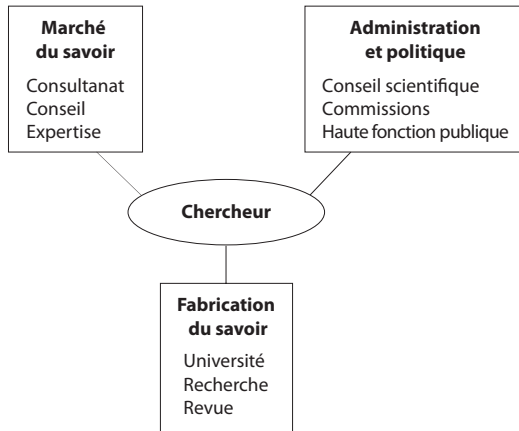 Marché
du savoir
Consultanat
Conseil
Expertise
Administration
et politique
Conseil scientifique
Commissions
Haute fonction publique
Chercheur
Fabrication
du savoir
Université
Recherche
Revue